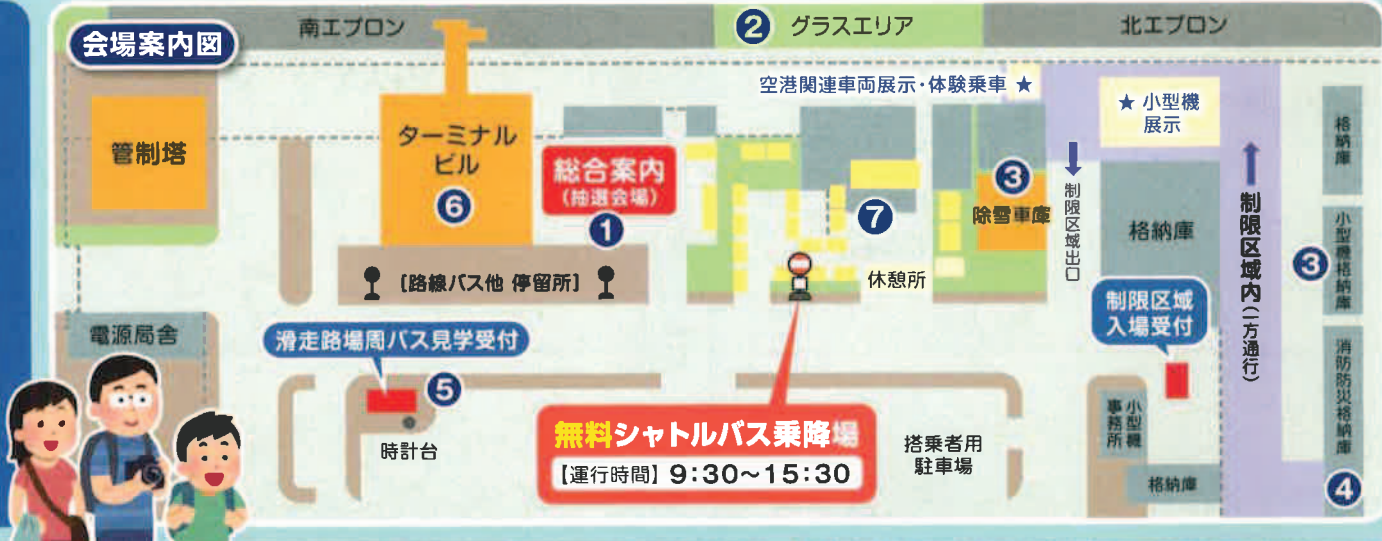 会場案内図
南エプロン
❷ グラスエリア
北エプロン
空港関連車両展示・体験乗車 ★
★ 小型機
展示
管制塔
ターミナル
ビル
❻
総合案内
(抽選会場)
❶
❼
❸
除雪車庫
制限区域出口
格納庫
制限区域内(一方通行)
格納庫
❸
小型機格納庫
[路線バス他 停留所]
休憩所
制限区域
入場受付
電源局舎
滑走路場周バス見学受付
❺
時計台
無料シャトルバス乗降場
【運行時間】9:30〜15:30
搭乗者用
駐車場
小型機
事務所
格納庫
消防防災格納庫
❹